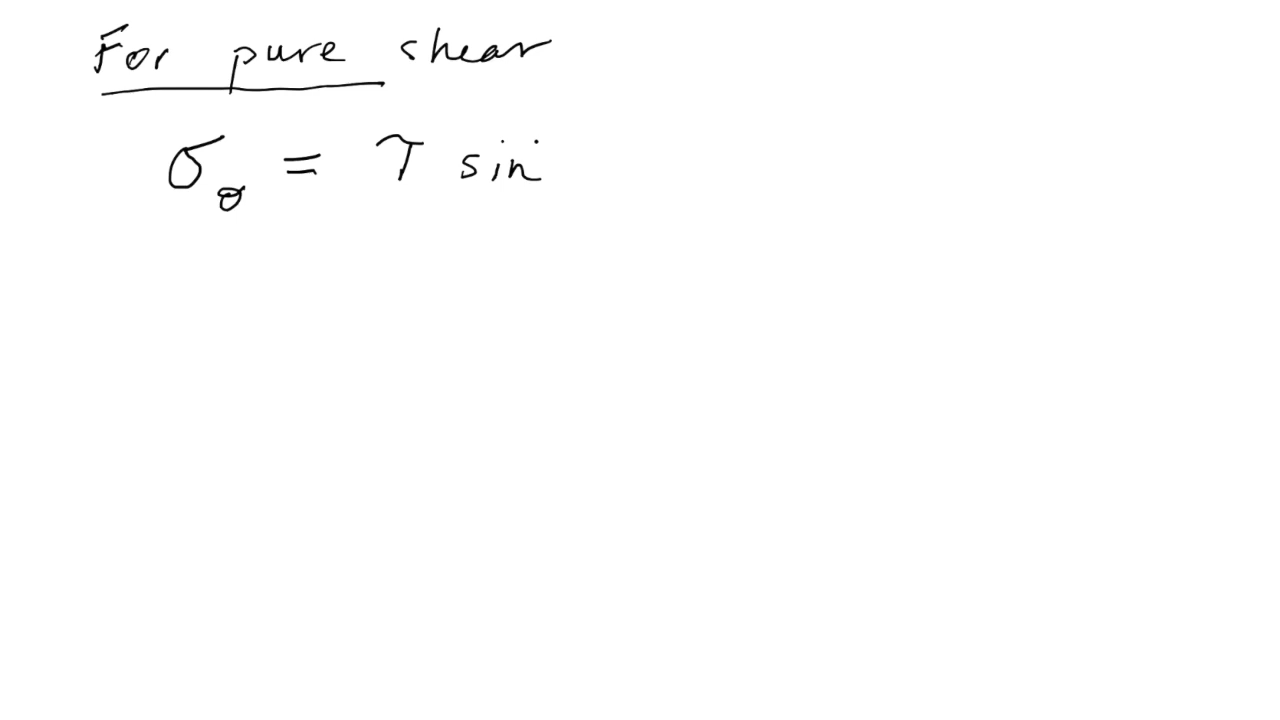 For pure shear
σ_θ = τ sin